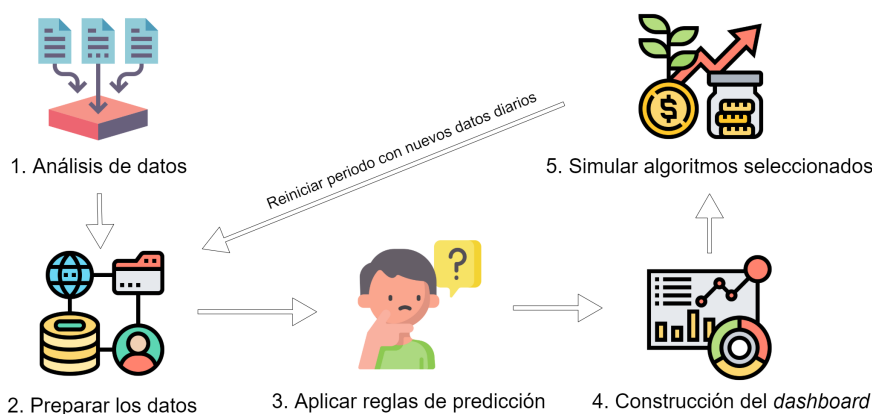 1. Análisis de datos
2. Preparar los datos
3. Aplicar reglas de predicción
4. Construcción del dashboard
5. Simular algoritmos seleccionados
Reiniciar periodo con nuevos datos diarios